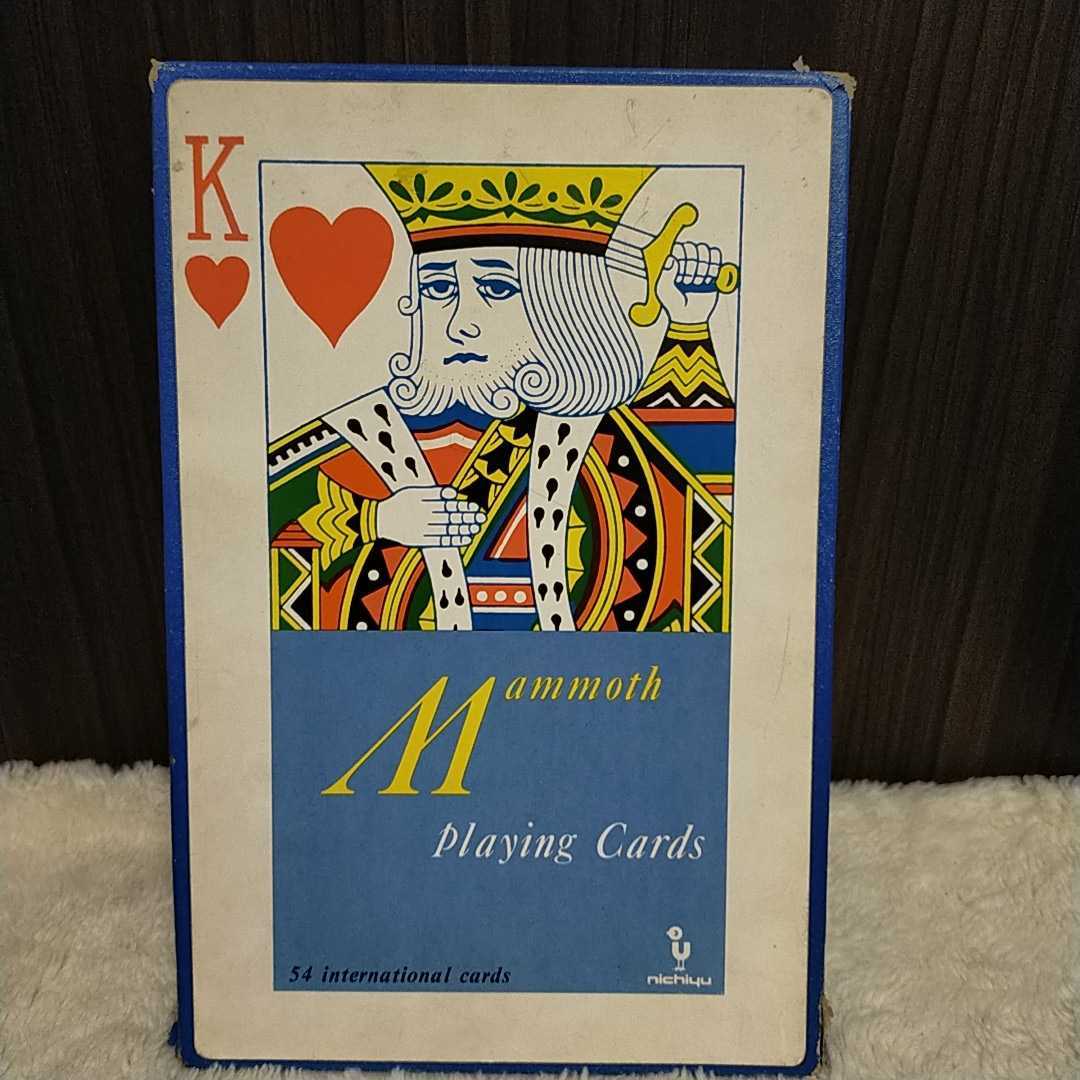 K
Mammoth
Playing Cards
54 international cards
nichiyu